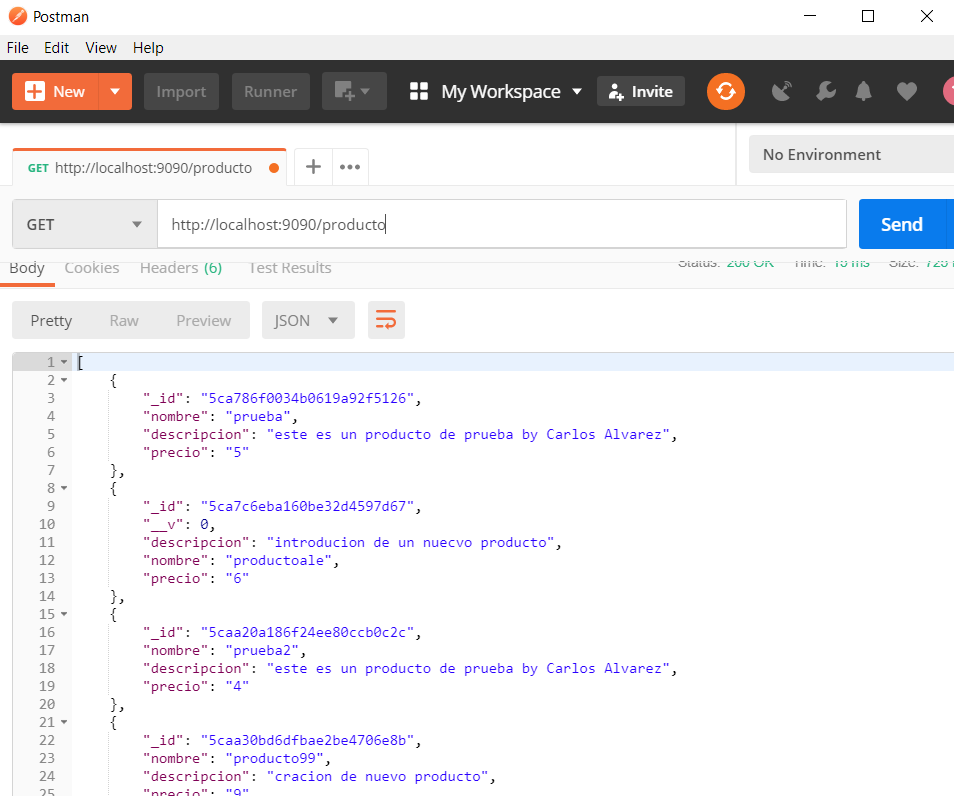 Postman
File Edit View Help
New Import Runner My Workspace Invite
GET http://localhost:9090/producto
No Environment
GET http://localhost:9090/producto Send
Body Cookies Headers (6) Test Results Status: 200 OK Time: 15 ms Size: 725
Pretty Raw Preview JSON
1 [
2 {
3 "_id": "5ca786f0034b0619a92f5126",
4 "nombre": "prueba",
5 "descripcion": "este es un producto de prueba by Carlos Alvarez",
6 "precio": "5"
7 },
8 {
9 "_id": "5ca7c6eba160be32d4597d67",
10 "__v": 0,
11 "descripcion": "introducion de un nuecvo producto",
12 "nombre": "productoale",
13 "precio": "6"
14 },
15 {
16 "_id": "5caa20a186f24ee80ccb0c2c",
17 "nombre": "prueba2",
18 "descripcion": "este es un producto de prueba by Carlos Alvarez",
19 "precio": "4"
20 },
21 {
22 "_id": "5caa30bd6dfbae2be4706e8b",
23 "nombre": "producto99",
24 "descripcion": "cracion de nuevo producto",
25 "precio": "9"